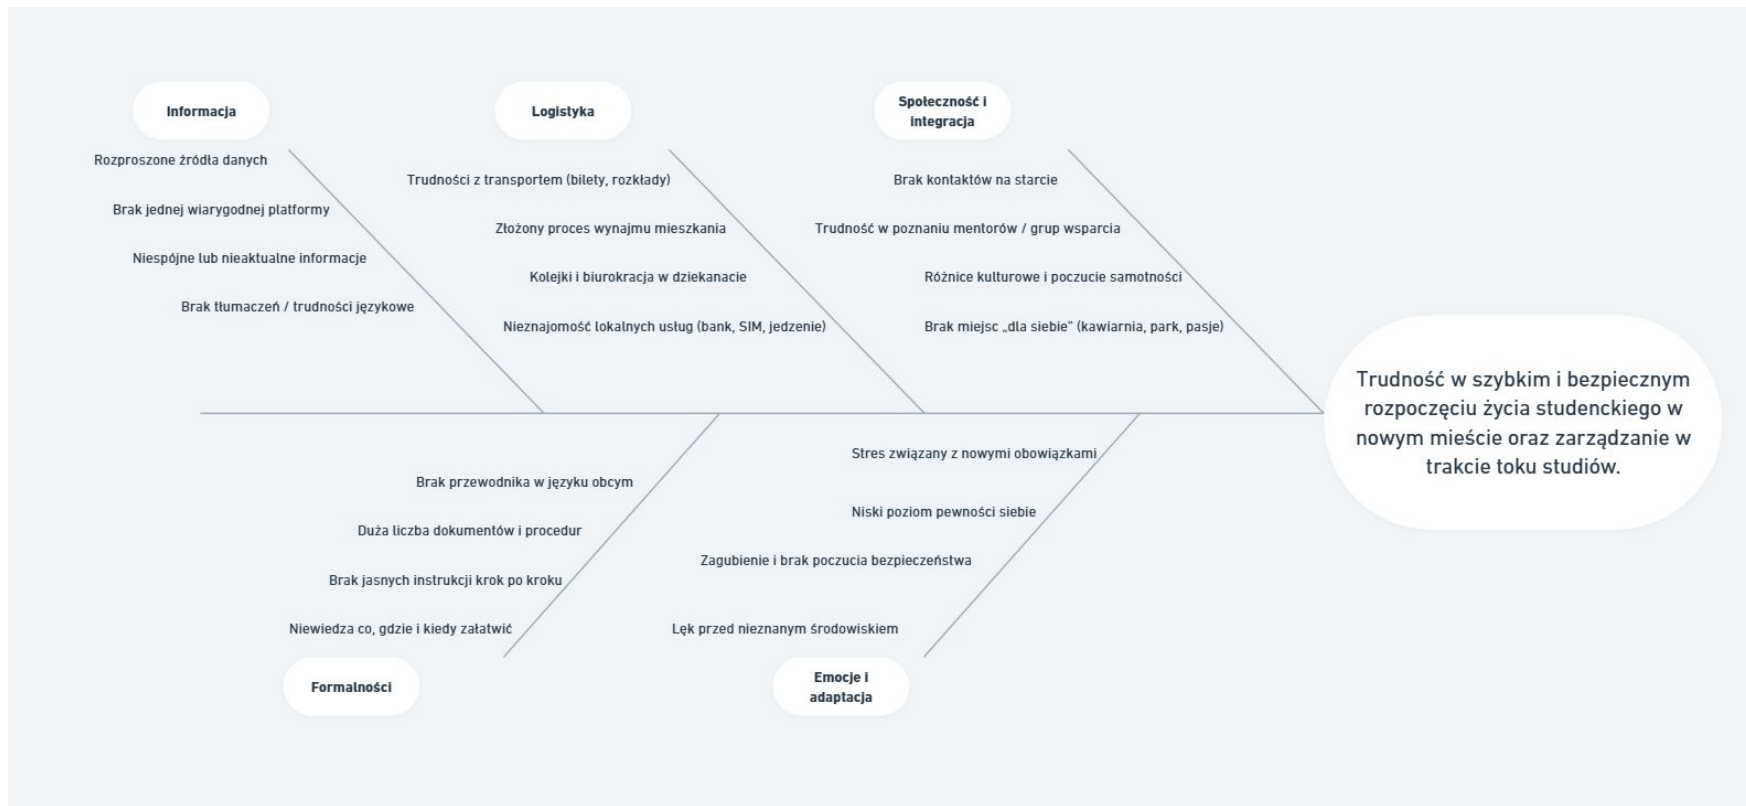 Informacja
Rozproszone źródła danych
Brak jednej wiarygodnej platformy
Niespójne lub nieaktualne informacje
Brak tłumaczeń / trudności językowe
Logistyka
Trudności z transportem (bilety, rozkłady)
Złożony proces wynajmu mieszkania
Kolejki i biurokracja w dziekanacie
Nieznajomość lokalnych usług (bank, SIM, jedzenie)
Społeczność i
integracja
Brak kontaktów na starcie
Trudność w poznaniu mentorów / grup wsparcia
Różnice kulturowe i poczucie samotności
Brak miejsc „dla siebie” (kawiarnia, park, pasje)
Trudność w szybkim i bezpiecznym
rozpoczęciu życia studenckiego w
nowym mieście oraz zarządzanie w
trakcie toku studiów.
Brak przewodnika w języku obcym
Duża liczba dokumentów i procedur
Brak jasnych instrukcji krok po kroku
Niewiedza co, gdzie i kiedy załatwić
Formalności
Stres związany z nowymi obowiązkami
Niski poziom pewności siebie
Zagubienie i brak poczucia bezpieczeństwa
Lęk przed nieznanym środowiskiem
Emocje i
adaptacja